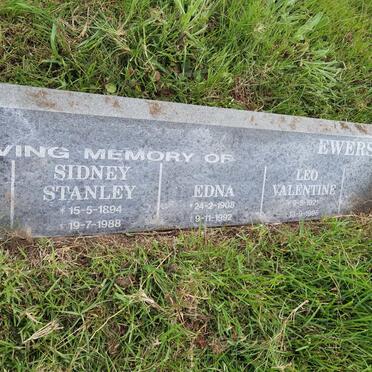 VING MEMORY OF EWERS
SIDNEY
STANLEY
*15-5-1894
†19-7-1988
EDNA
*24-2-1908
†9-11-1992
LEO
VALENTINE